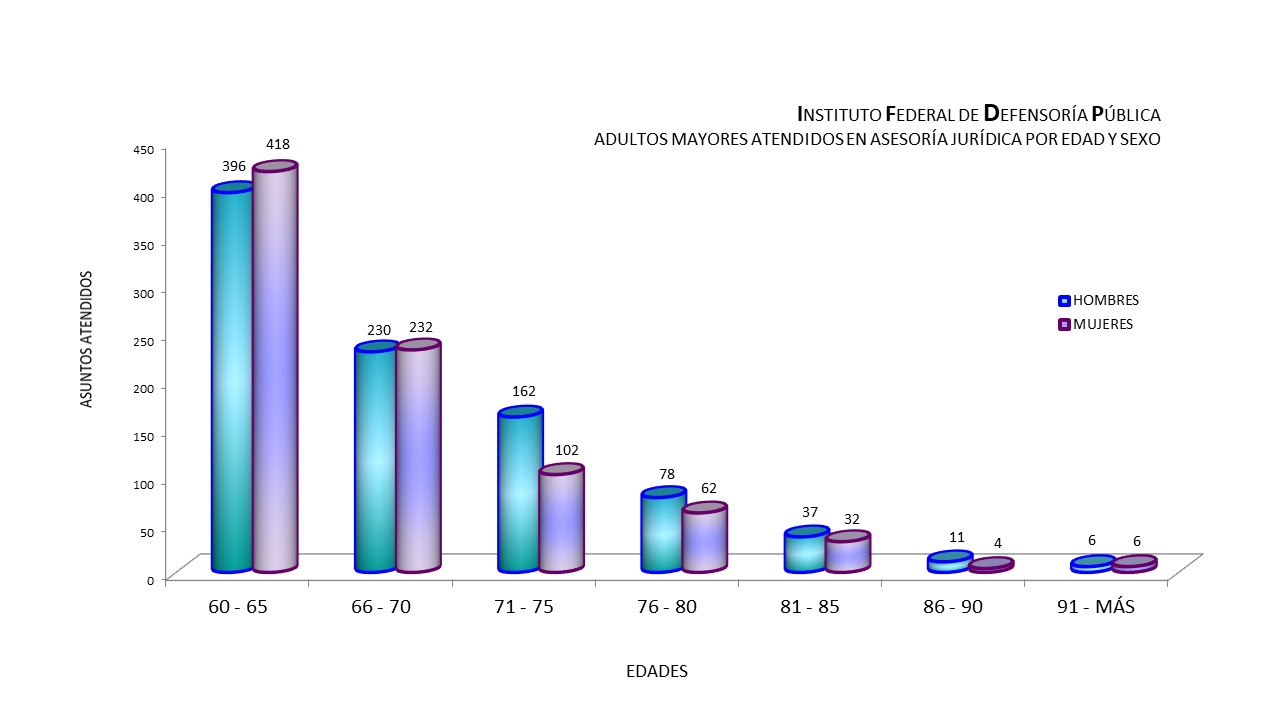 INSTITUTO FEDERAL DE DEFENSORÍA PÚBLICA
ADULTOS MAYORES ATENDIDOS EN ASESORÍA JURÍDICA POR EDAD Y SEXO
ASUNTOS ATENDIDOS
450
400
350
300
250
200
150
100
50
0
396
418
230
232
162
102
78
62
37
32
11
4
6
6
HOMBRES
MUJERES
60 - 65
66 - 70
71 - 75
76 - 80
81 - 85
86 - 90
91 - MÁS
EDADES